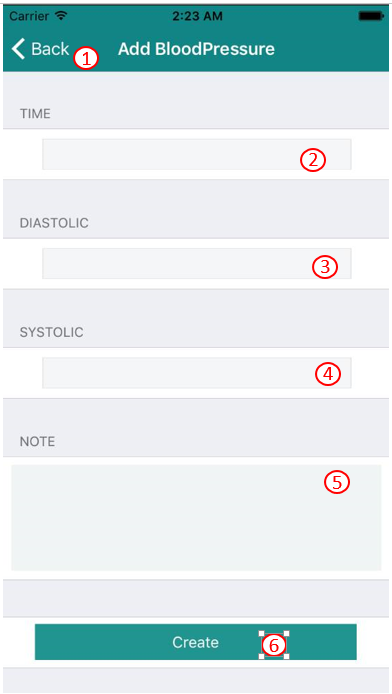 Carrier 2:23 AM
Back 1 Add BloodPressure
TIME
2
DIASTOLIC
3
SYSTOLIC
4
NOTE
5
Create 6